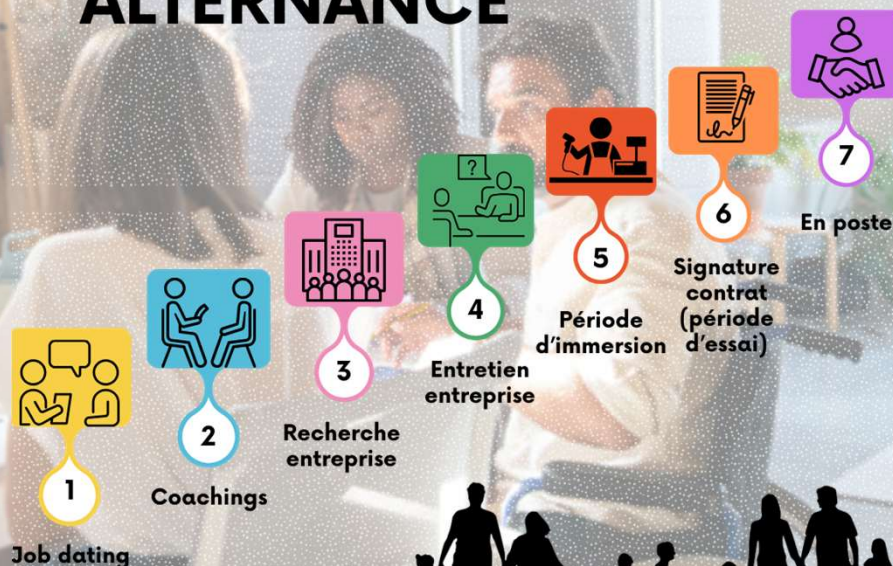 ALTERNANCE
1
Job dating
2
Coachings
3
Recherche
entreprise
?
4
Entretien
entreprise
5
Période
d'immersion
6
Signature
contrat
(période
d'essai)
7
En poste